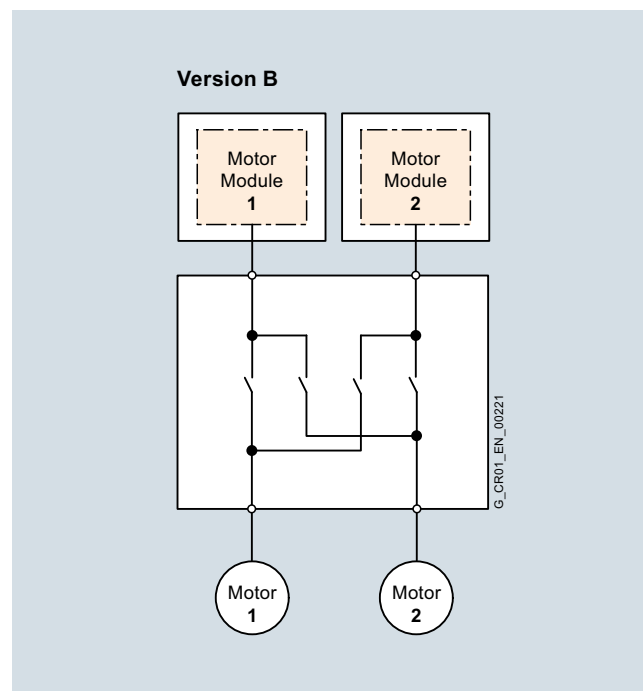 Version B
Motor
Module
1
Motor
Module
2
G_CR01_EN_00221
Motor
1
Motor
2